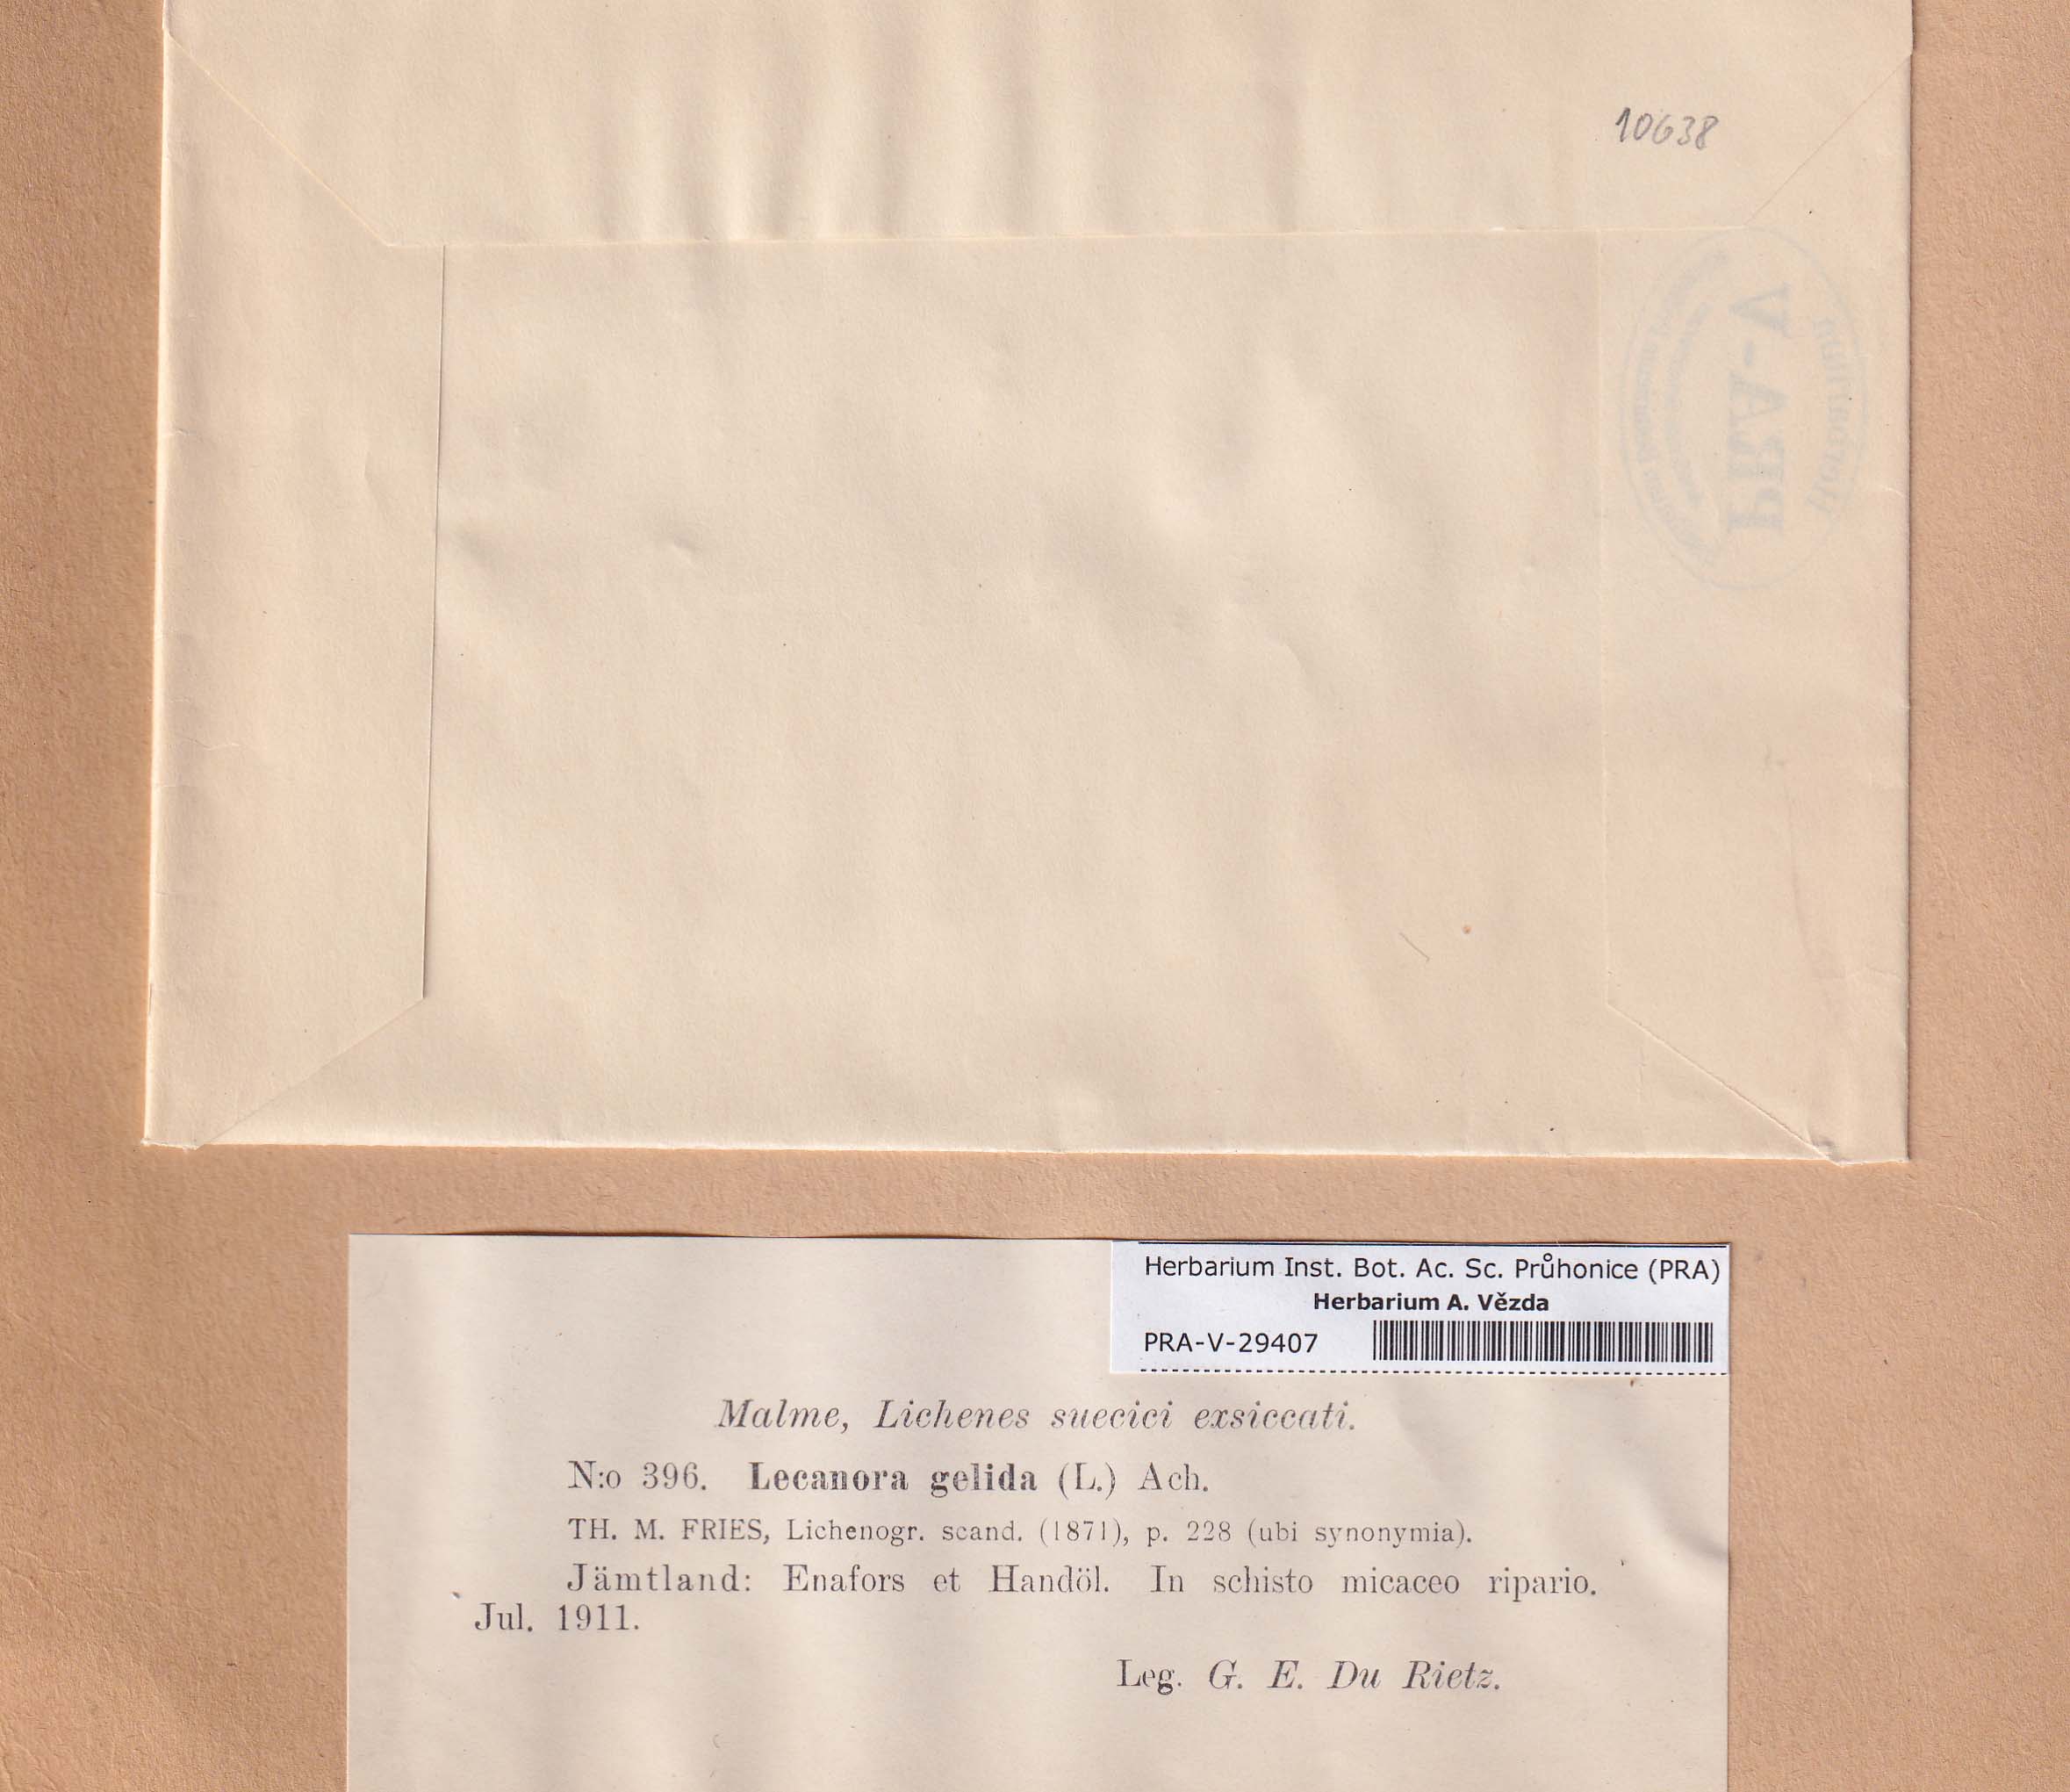 10638
PRA-V
Herbarium Inst. Bot. Ac. Sc. Průhonice (PRA)
Herbarium A. Vězda
PRA-V-29407
Malme, Lichenes suecici exsiccati.
N:o 396. Lecanora gelida (L.) Ach.
TH. M. FRIES, Lichenogr. scand. (1871), p. 228 (ubi synonymia).
Jämtland: Enafors et Handöl. In schisto micaceo ripario.
Jul. 1911.
Leg. G. E. Du Rietz.